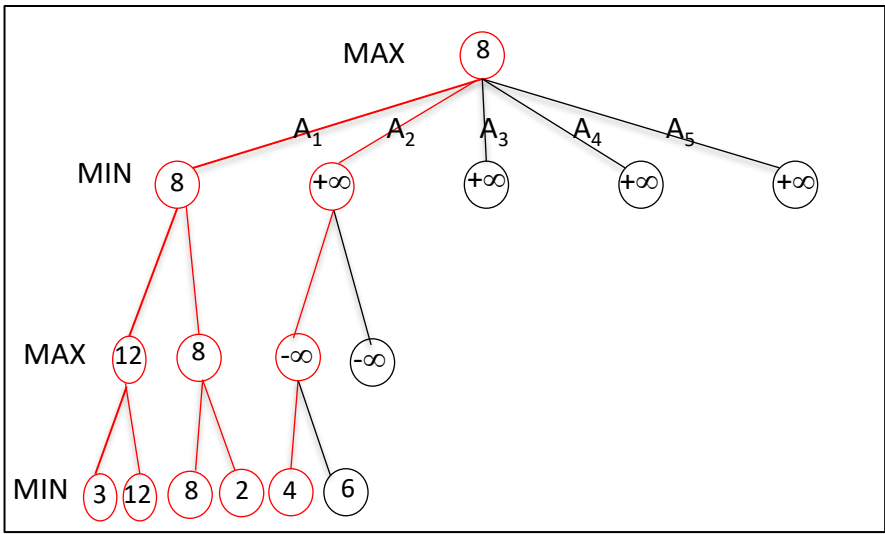 MAX 8
A₁ A₂ A₃ A₄ A₅
MIN 8 +∞ +∞ +∞ +∞
MAX 12 8 -∞ -∞
MIN 3 12 8 2 4 6